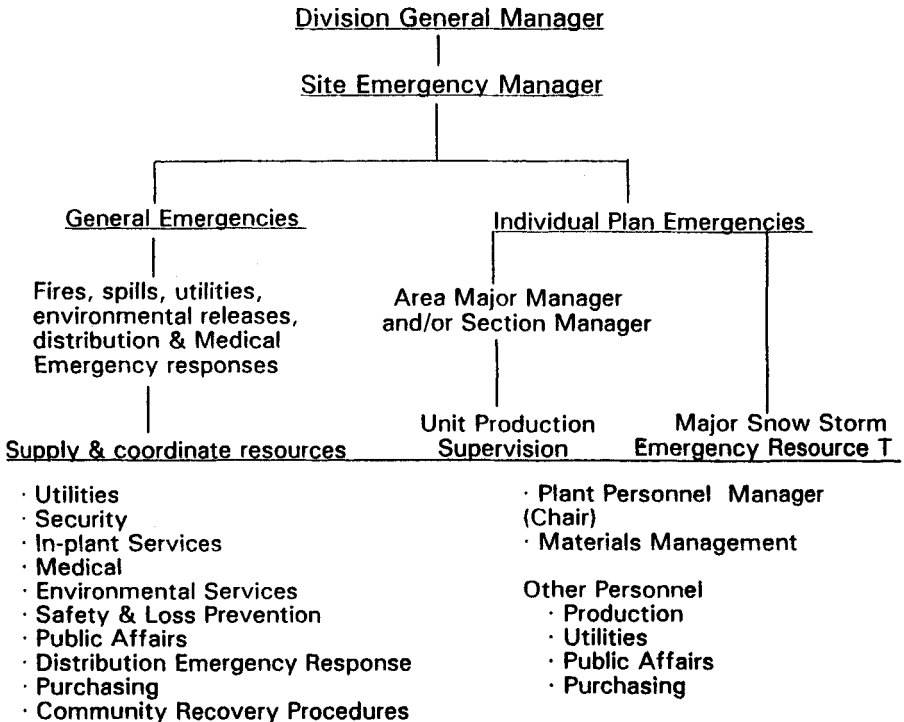 Division General Manager
Site Emergency Manager
General Emergencies
Fires, spills, utilities,
environmental releases,
distribution & Medical
Emergency responses
Supply & coordinate resources
· Utilities
· Security
· In-plant Services
· Medical
· Environmental Services
· Safety & Loss Prevention
· Public Affairs
· Distribution Emergency Response
· Purchasing
· Community Recovery Procedures
Individual Plan Emergencies
Area Major Manager
and/or Section Manager
Unit Production
Supervision
Major Snow Storm
Emergency Resource T
· Plant Personnel Manager
(Chair)
· Materials Management
Other Personnel
· Production
· Utilities
· Public Affairs
· Purchasing